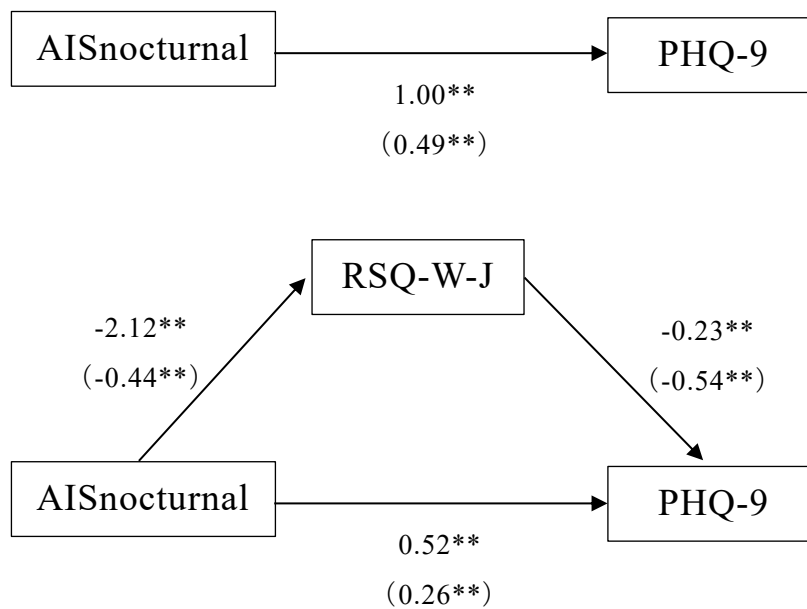 AISnocturnal
PHQ-9
1.00**
（0.49**）
RSQ-W-J
-2.12**
（-0.44**）
-0.23**
（-0.54**）
AISnocturnal
PHQ-9
0.52**
（0.26**）